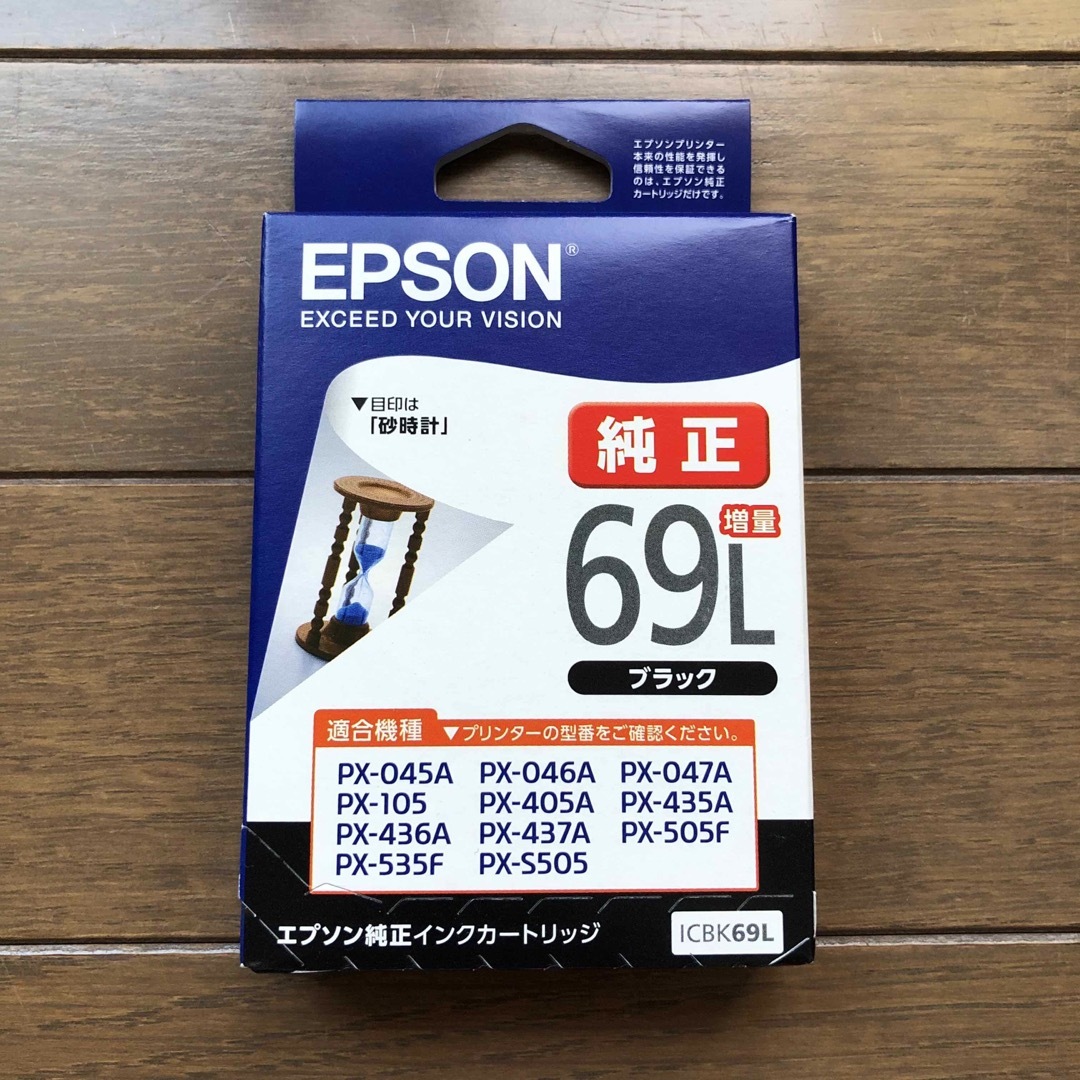 エプソンプリンター
本来の性能を発揮し
信頼性を保証できる
のは、エプソン純正
カートリッジだけです。
EPSON®
EXCEED YOUR VISION
▼目印は
「砂時計」
純正
増量
69L
ブラック
適合機種 ▼プリンターの型番をご確認ください。
PX-045A PX-046A PX-047A
PX-105 PX-405A PX-435A
PX-436A PX-437A PX-505F
PX-535F PX-S505
エプソン純正インクカートリッジ
ICBK69L